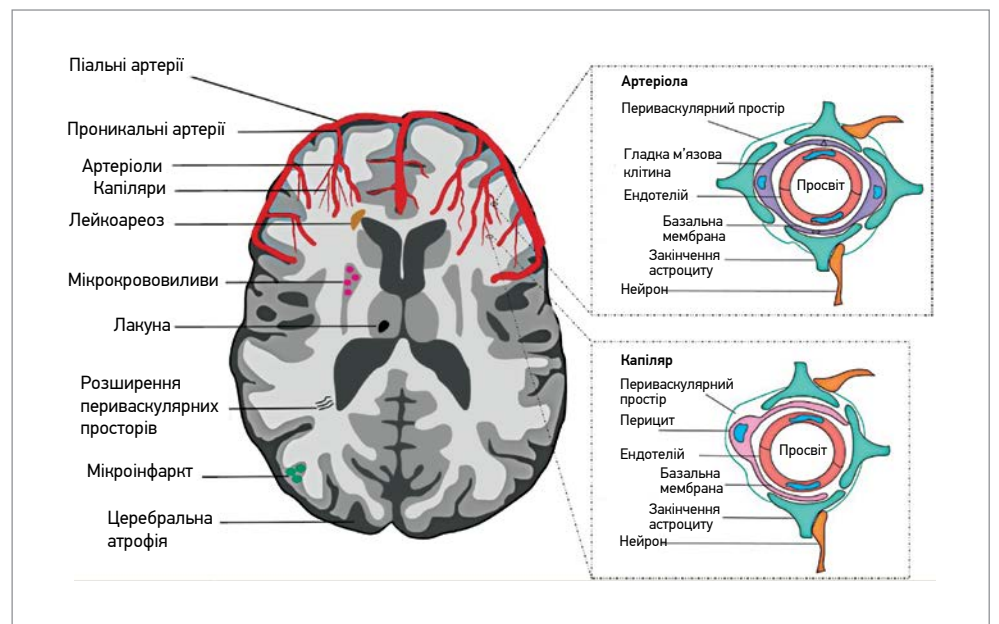 Піальні артерії
Проникальні артерії
Артеріоли
Капіляри
Лейкоареоз
Мікрокрововиливи
Лакуна
Розширення
периваскулярних
просторів
Мікроінфаркт
Церебральна
атрофія
Артеріола
Периваскулярний простір
Гладка м’язова
клітина
Ендотелій
Просвіт
Базальна
мембрана
Закінчення
астроциту
Нейрон
Капіляр
Периваскулярний
простір
Перицит
Ендотелій
Просвіт
Базальна
мембрана
Закінчення
астроциту
Нейрон